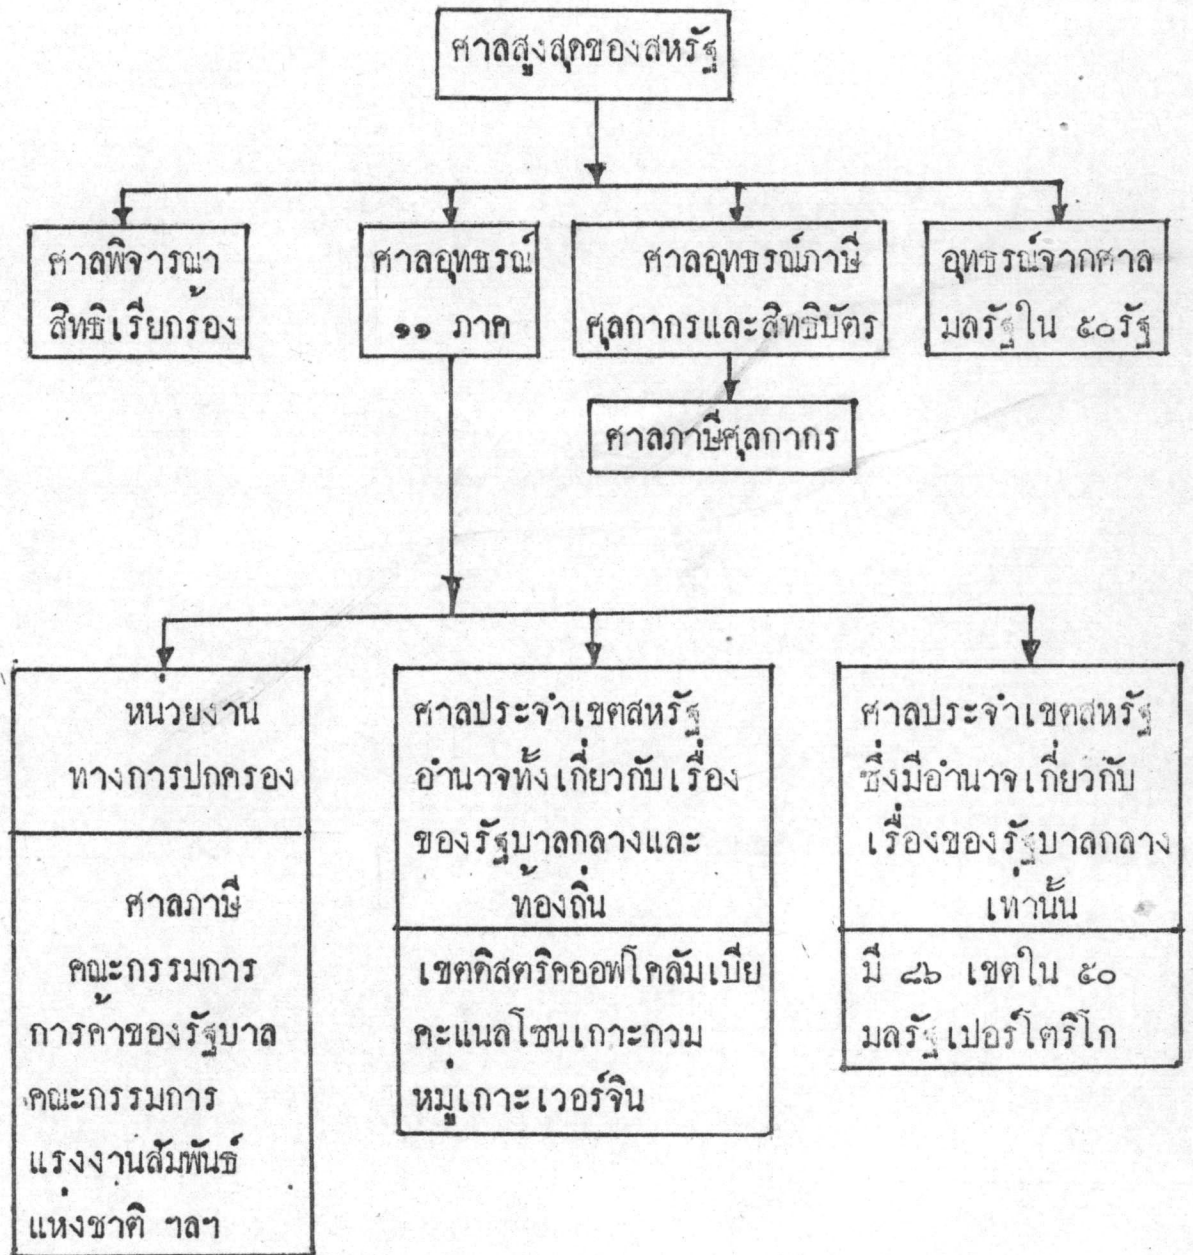 ศาลสูงสุดของสหรัฐ
ศาลพิจารณา
สิทธิเรียกร้อง
ศาลอุทธรณ์
๑๑ ภาค
ศาลอุทธรณ์ภาษี
ศุลกากรและสิทธิบัตร
อุทธรณ์จากศาล
มลรัฐใน ๕๐รัฐ
ศาลภาษีศุลกากร
หน่วยงาน
ทางการปกครอง
ศาลภาษี
คณะกรรมการ
การค้าของรัฐบาล
คณะกรรมการ
แรงงานสัมพันธ์
แห่งชาติ ฯลฯ
ศาลประจำเขตสหรัฐ
อำนาจทั้งเกี่ยวกับเรื่อง
ของรัฐบาลกลางและ
ท้องถิ่น
เขตดิสตริคออฟโคลัมเบีย
คะแนลโซนเกาะกวม
หมู่เกาะเวอร์จิน
ศาลประจำเขตสหรัฐ
ซึ่งมีอำนาจเกี่ยวกับ
เรื่องของรัฐบาลกลาง
เท่านั้น
มี ๘๖ เขตใน ๕๐
มลรัฐเปอร์โตริโก